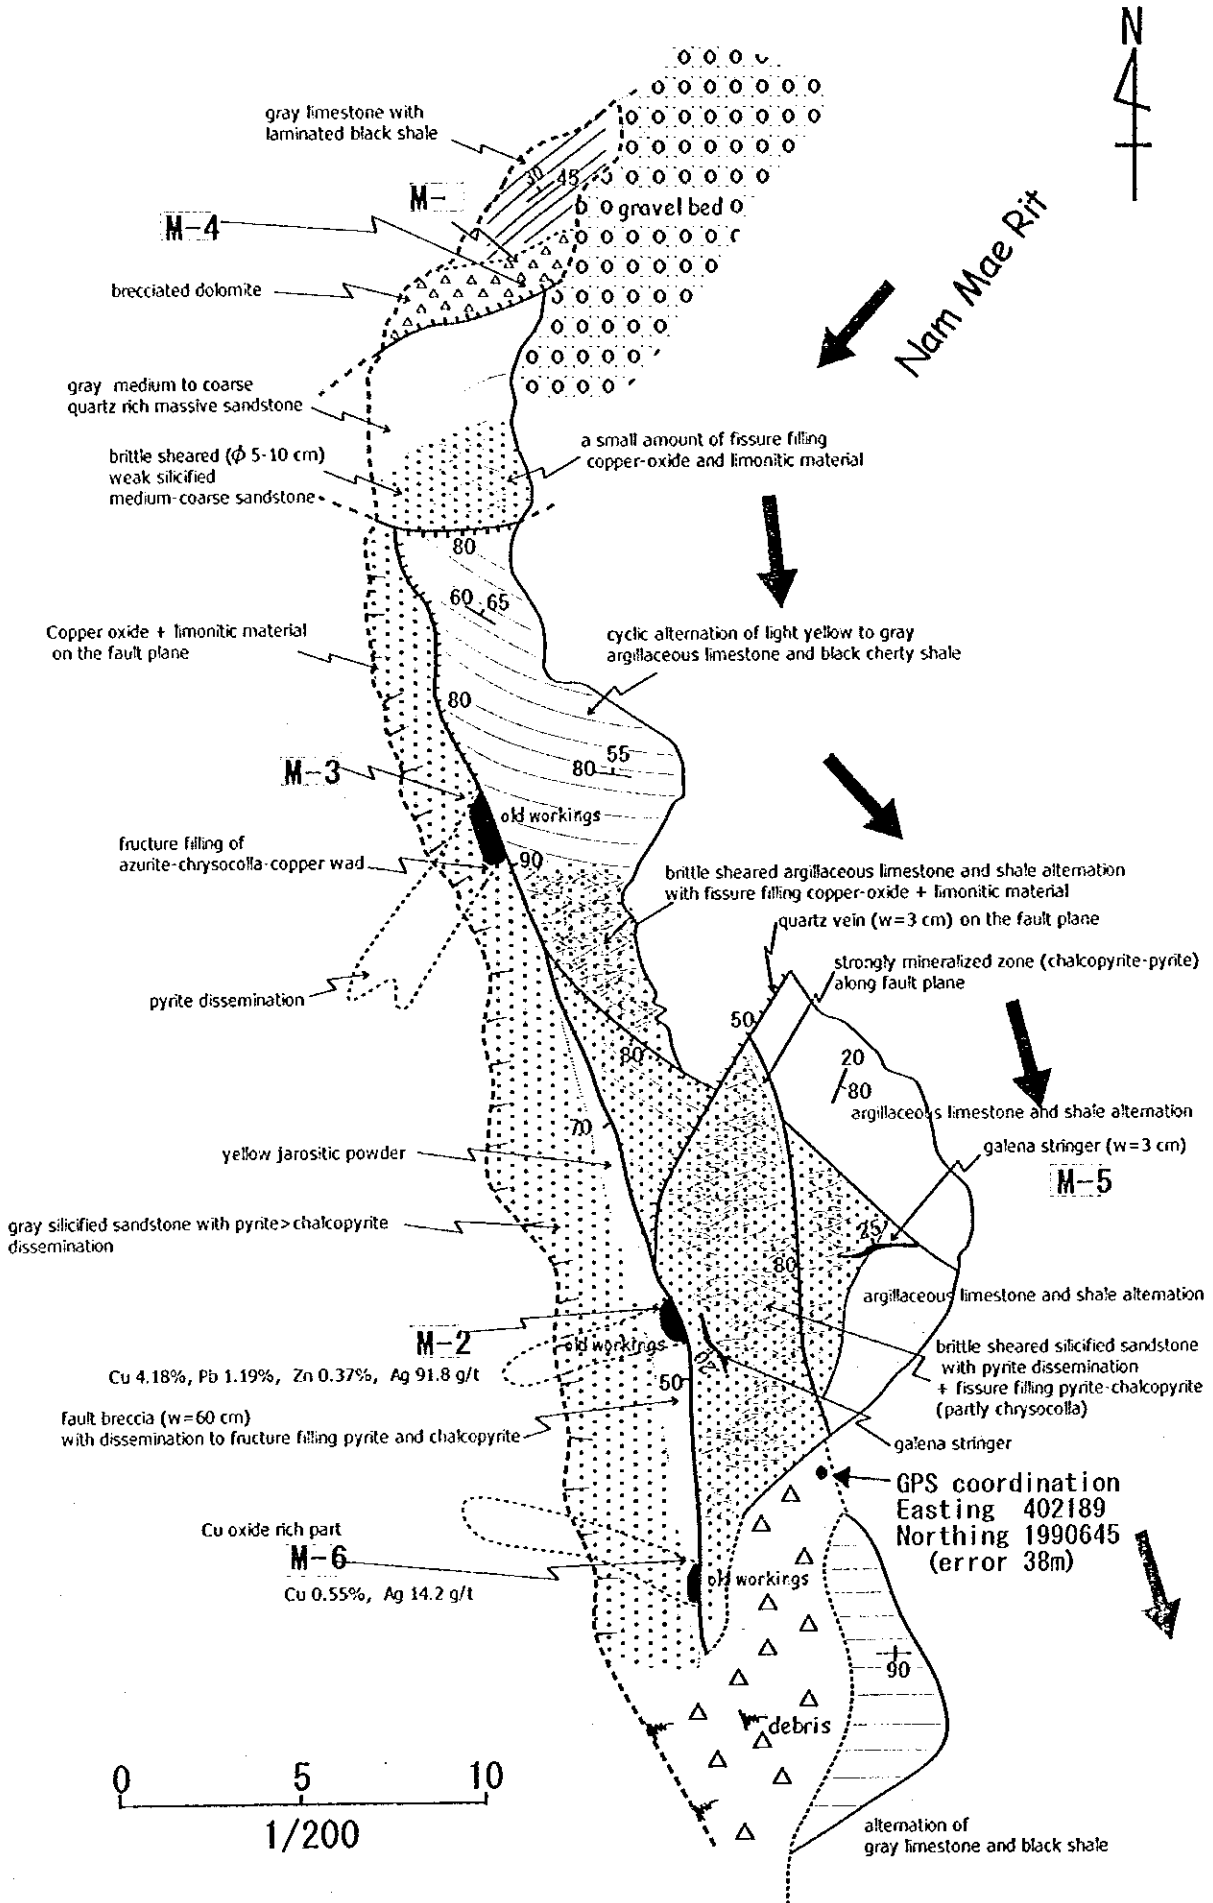 N
gray limestone with
laminated black shale
30
45
M-
M-4
gravel bed
Nam Mae Rit
brecciated dolomite
gray medium to coarse
quartz rich massive sandstone
a small amount of fissure filling
copper-oxide and limonitic material
brittle sheared (ϕ 5-10 cm)
weak silicified
medium-coarse sandstone
80
60 65
Copper oxide + limonitic material
on the fault plane
cyclic alternation of light yellow to gray
argillaceous limestone and black cherty shale
80
55
80
M-3
old workings
fructure filling of
azurite-chrysocolla-copper wad
90
brittle sheared argillaceous limestone and shale alternation
with fissure filling copper-oxide + limonitic material
quartz vein (w=3 cm) on the fault plane
strongly mineralized zone (chalcopyrite-pyrite)
along fault plane
pyrite dissemination
50
80
20
80
argillaceous limestone and shale alternation
70
yellow jarositic powder
galena stringer (w=3 cm)
M-5
gray silicified sandstone with pyrite>chalcopyrite
dissemination
25
80
argillaceous limestone and shale alternation
M-2
old workings
Cu 4.18%, Pb 1.19%, Zn 0.37%, Ag 91.8 g/t
brittle sheared silicified sandstone
with pyrite dissemination
+ fissure filling pyrite-chalcopyrite
(partly chrysocolla)
50
fault breccia (w=60 cm)
with dissemination to fructure filling pyrite and chalcopyrite
galena stringer
GPS coordination
Easting 402189
Northing 1990645
(error 38m)
Cu oxide rich part
M-6
old workings
Cu 0.55%, Ag 14.2 g/t
90
debris
0 5 10
1/200
alternation of
gray limestone and black shale